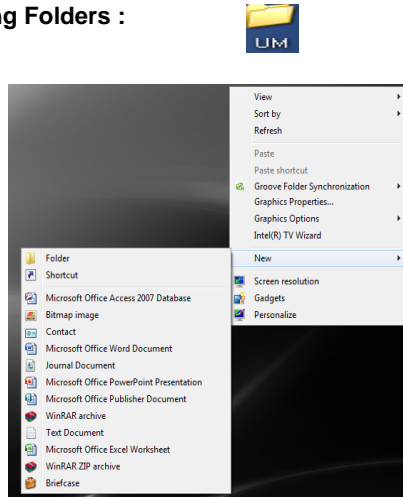 ng Folders :
UM
View
Sort by
Refresh
Paste
Paste shortcut
Groove Folder Synchronization
Graphics Properties...
Graphics Options
Intel(R) TV Wizard
New
Screen resolution
Gadgets
Personalize
Folder
Shortcut
Microsoft Office Access 2007 Database
Bitmap image
Contact
Microsoft Office Word Document
Journal Document
Microsoft Office PowerPoint Presentation
Microsoft Office Publisher Document
WinRAR archive
Text Document
Microsoft Office Excel Worksheet
WinRAR ZIP archive
Briefcase